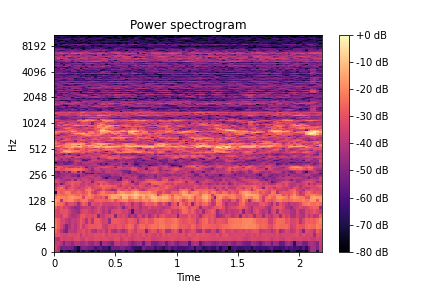 Power spectrogram
8192
4096
2048
1024
512
256
128
64
0
Hz
0
0.5
1
1.5
2
Time
+0 dB
-10 dB
-20 dB
-30 dB
-40 dB
-50 dB
-60 dB
-70 dB
-80 dB